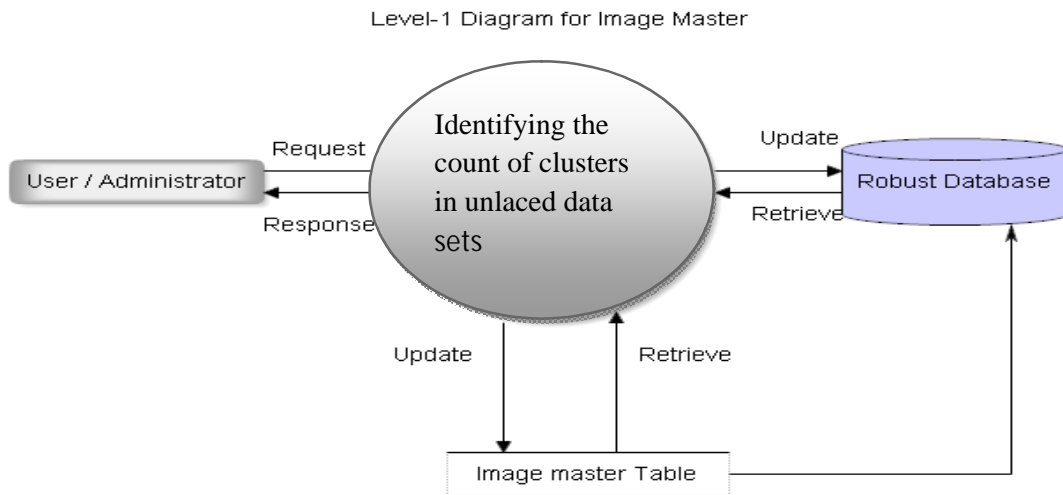 Level-1 Diagram for Image Master
Identifying the
count of clusters
in unlaced data
sets
Request
User / Administrator
Response
Update
Robust Database
Retrieve
Update
Retrieve
Image master Table